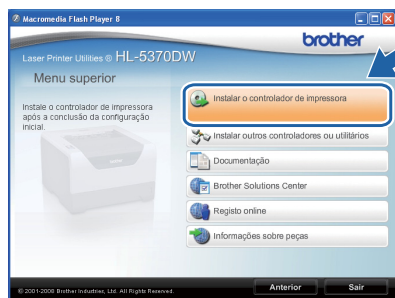 Macromedia Flash Player 8
brother
Laser Printer Utilities ® HL-5370DW
Menu superior
Instale o controlador de impressora
após a conclusão da configuração
inicial.
Instalar o controlador de impressora
Instalar outros controladores ou utilitários
Documentação
Brother Solutions Center
Registo online
Informações sobre peças
© 2001-2008 Brother Industries, Ltd. All Rights Reserved.
Anterior
Sair